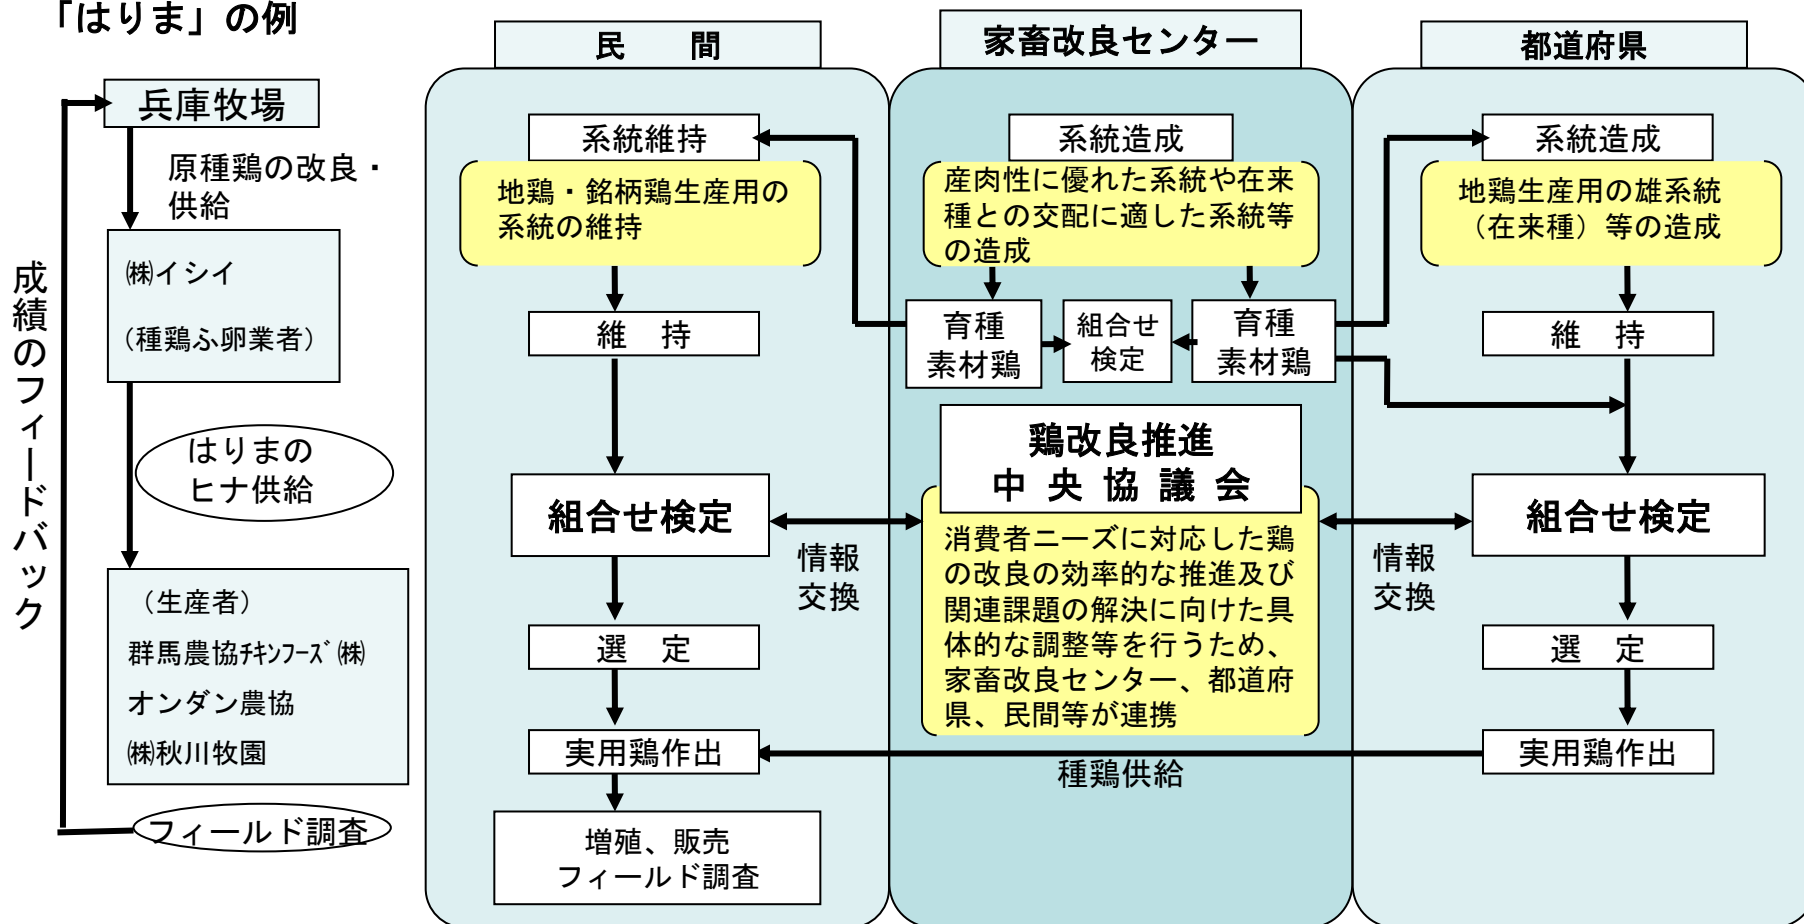 「はりま」の例
兵庫牧場
原種鶏の改良・
供給
㈱イシイ
(種鶏ふ卵業者)
はりまの
ヒナ供給
(生産者)
群馬農協ﾁｷﾝﾌｰｽﾞ㈱
オンダン農協
㈱秋川牧園
フィールド調査
成績のフィードバック
民　間
系統維持
地鶏・銘柄鶏生産用の
系統の維持
維　持
組合せ検定
選　定
実用鶏作出
増殖、販売
フィールド調査
家畜改良センター
系統造成
産肉性に優れた系統や在来
種との交配に適した系統等
の造成
育種
素材鶏
組合せ
検定
育種
素材鶏
鶏改良推進
中 央 協 議 会
消費者ニーズに対応した鶏
の改良の効率的な推進及び
関連課題の解決に向けた具
体的な調整等を行うため、
家畜改良センター、都道府
県、民間等が連携
情報
交換
情報
交換
種鶏供給
都道府県
系統造成
地鶏生産用の雄系統
(在来種)等の造成
維　持
組合せ検定
選　定
実用鶏作出